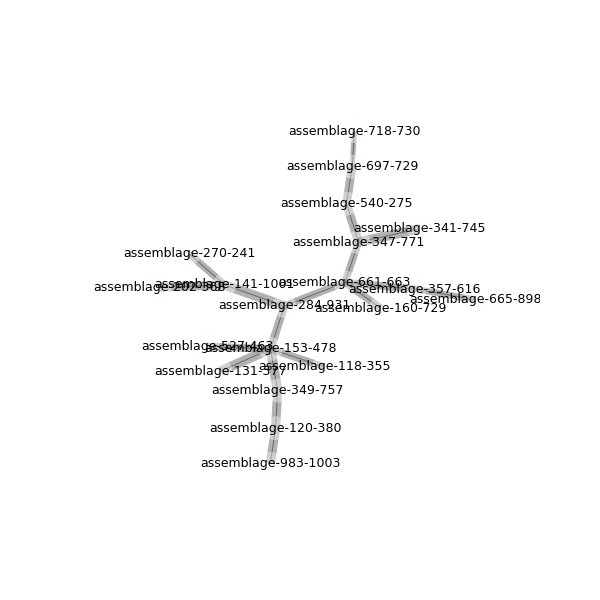 assemblage-718-730
assemblage-697-729
assemblage-540-275
assemblage-341-745
assemblage-347-771
assemblage-270-241
assemblage-661-663
assemblage-141-1001
assemblage-357-616
assemblage-665-898
assemblage-284-931
assemblage-160-729
assemblage-527-463
assemblage-153-478
assemblage-118-355
assemblage-131-377
assemblage-349-757
assemblage-120-380
assemblage-983-1003